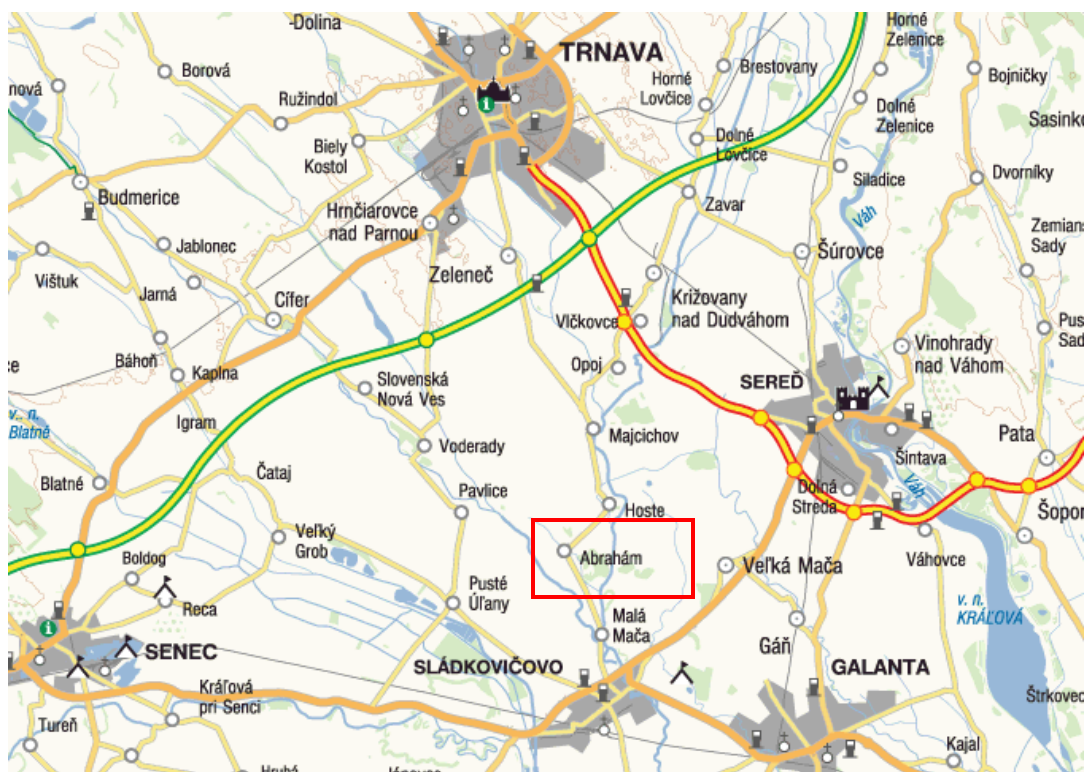 -Dolina
TRNAVA
Horné
Zelenice
Borová
Brestovany
Bojničky
nová
Horné
Lovčice
Ružindol
Dolné
Zelenice
Sasinko
Biely
Kostol
Dolné
Lovčice
Siladice
Dvorníky
Budmerice
Zavar
Hrnčiarovce
nad Parnou
Váh
Zemians
Sady
Jablonec
Šúrovce
Vištuk
Zeleneč
Jarná
Cífer
Križovany
nad Dudváhom
Vlčkovce
Pus
Sad
Báhoň
Vinohrady
nad Váhom
ce
Kaplna
Opoj
Slovenská
Nová Ves
SEREĎ
v. n.
Blatné
Igram
Voderady
Majcichov
Pata
Šintava
Čataj
Blatné
Pavlice
Dolná
Streda
Váh
Hoste
Šopor
Veľký
Grob
Váhovce
Boldog
Abrahám
Veľká Mača
Pusté
Úľany
Reca
Malá
Mača
v. n.
KRÁĽOVÁ
Gáň
SENEC
SLÁDKOVIČOVO
GALANTA
Kráľová
pri Senci
Štrkovec
Tureň
Kajal